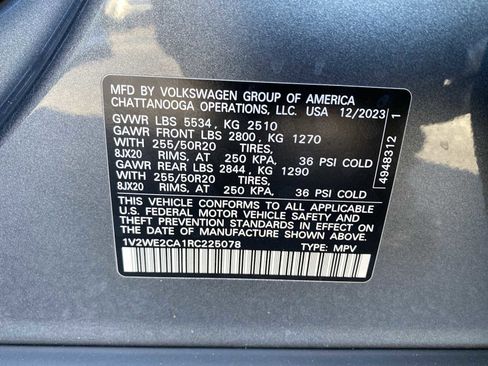 MFD BY VOLKSWAGEN GROUP OF AMERICA
CHATTANOOGA OPERATIONS, LLC. USA 12/2023
GVWR LBS 5534, KG 2510
GAWR FRONT LBS 2800, KG 1270
WITH 255/50R20 TIRES,
8JX20 RIMS, AT 250 KPA. 36 PSI COLD
GAWR REAR LBS 2844, KG 1290
WITH 255/50R20 TIRES,
8JX20 RIMS, AT 250 KPA, 36 PSI COLD
THIS VEHICLE CONFORMS TO ALL APPLICABLE
U.S. FEDERAL MOTOR VEHICLE SAFETY AND
THEFT PREVENTION STANDARDS IN EFFECT ON
THE DATE OF MANUFACTURE SHOWN ABOVE.
1V2WE2CA1RC225078 TYPE: MPV
4948312 1